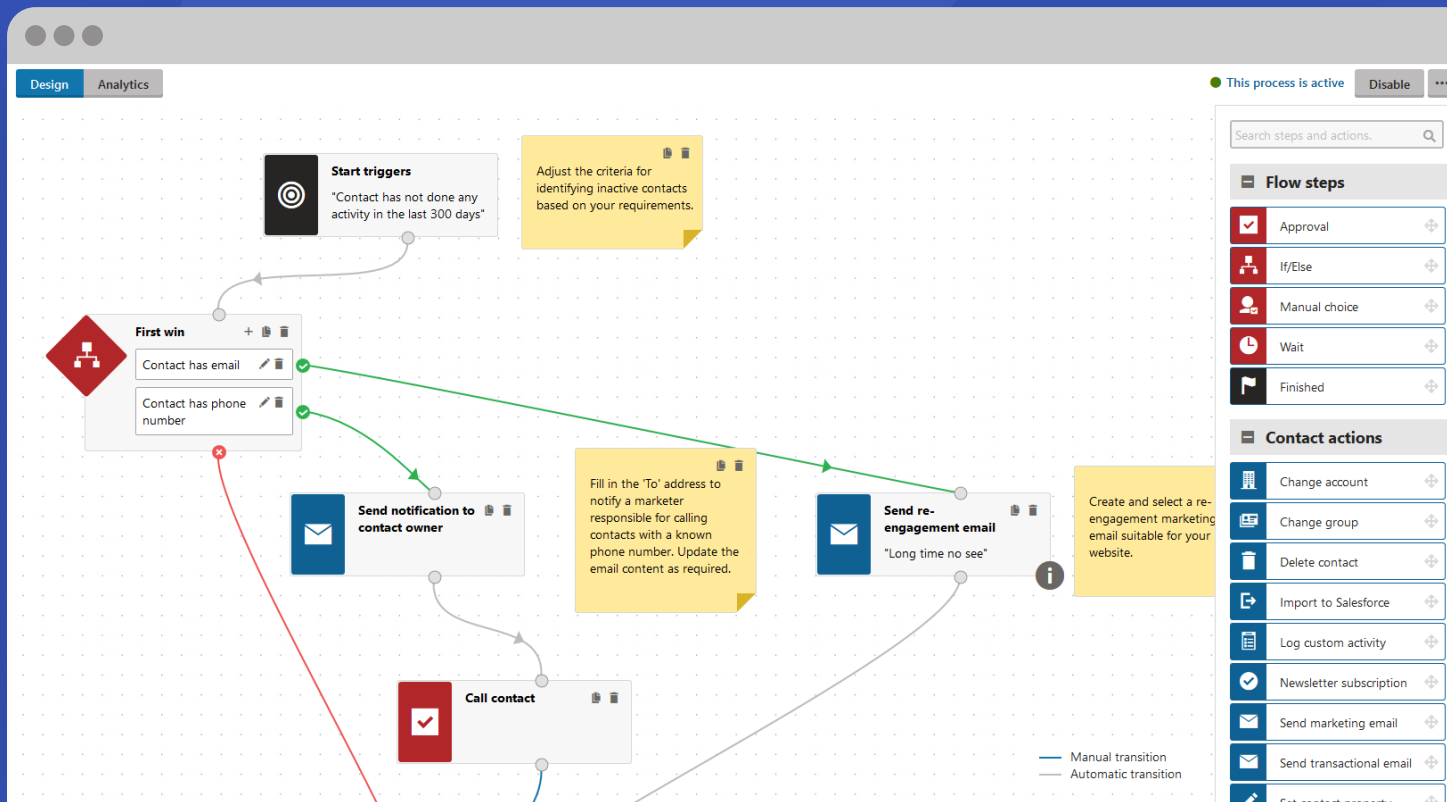 Design
Analytics
This process is active
Disable
Start triggers
"Contact has not done any
activity in the last 300 days"
Adjust the criteria for
identifying inactive contacts
based on your requirements.
First win
Contact has email
Contact has phone
number
Send notification to
contact owner
Fill in the 'To' address to
notify a marketer
responsible for calling
contacts with a known
phone number. Update the
email content as required.
Send re-
engagement email
"Long time no see"
Create and select a re-
engagement marketing
email suitable for your
website.
Call contact
Manual transition
Automatic transition
Search steps and actions.
Flow steps
Approval
If/Else
Manual choice
Wait
Finished
Contact actions
Change account
Change group
Delete contact
Import to Salesforce
Log custom activity
Newsletter subscription
Send marketing email
Send transactional email
Set contact property